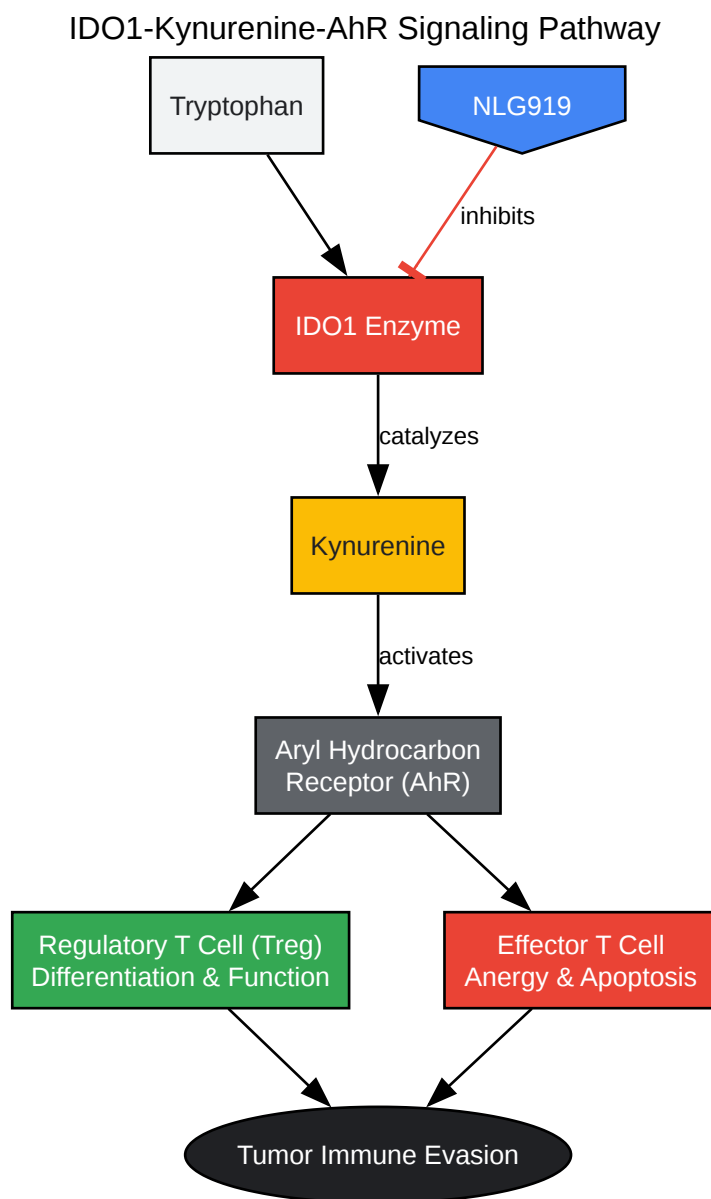 IDO1-Kynurenine-AhR Signaling Pathway
Tryptophan
NLG919
inhibits
IDO1 Enzyme
catalyzes
Kynurenine
activates
Aryl Hydrocarbon
Receptor (AhR)
Regulatory T Cell (Treg)
Differentiation & Function
Effector T Cell
Anergy & Apoptosis
Tumor Immune Evasion